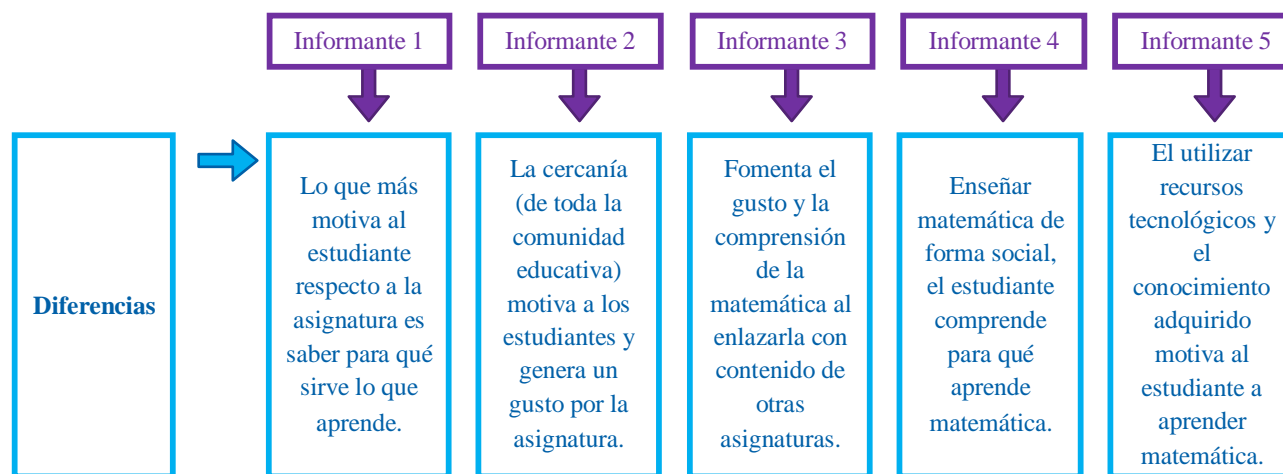 Informante 1
Informante 2
Informante 3
Informante 4
Informante 5
Diferencias
Lo que más
motiva al
estudiante
respecto a la
asignatura es
saber para qué
sirve lo que
aprende.
La cercanía
(de toda la
comunidad
educativa)
motiva a los
estudiantes y
genera un
gusto por la
asignatura.
Fomenta el
gusto y la
comprensión
de la
matemática al
enlazarla con
contenido de
otras
asignaturas.
Enseñar
matemática de
forma social,
el estudiante
comprende
para qué
aprende
matemática.
El utilizar
recursos
tecnológicos y
el
conocimiento
adquirido
motiva al
estudiante a
aprender
matemática.